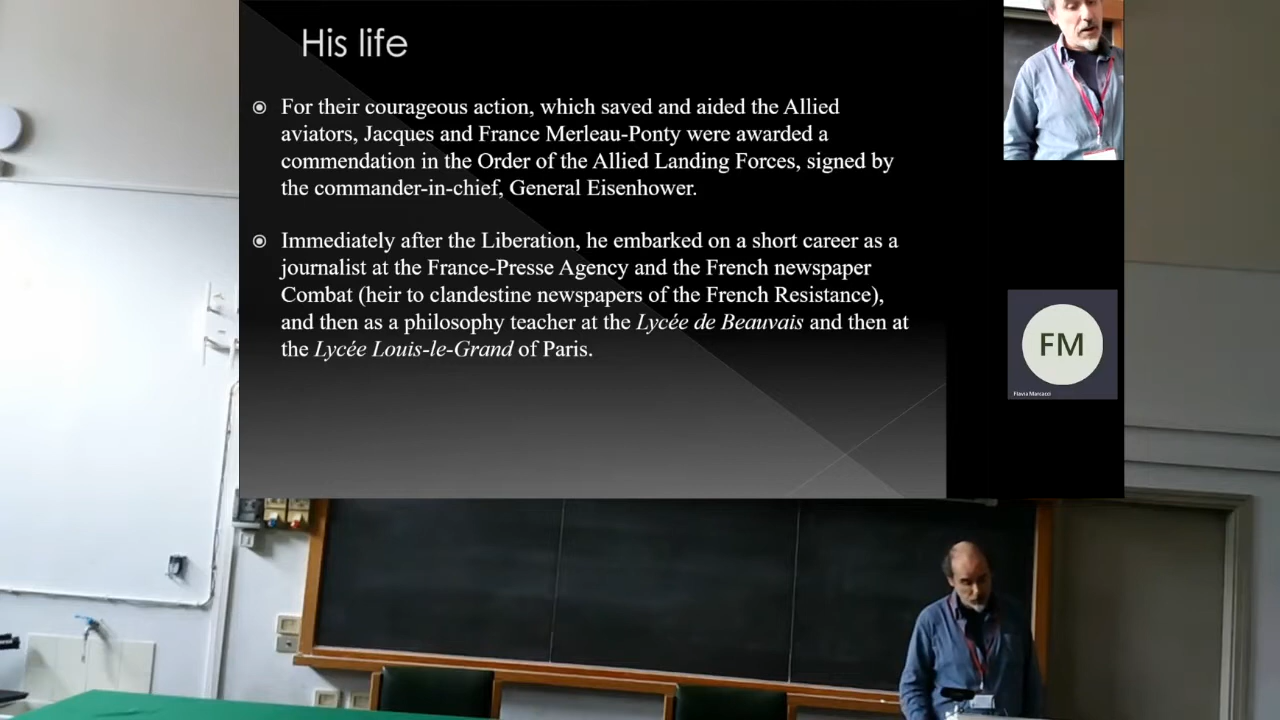 His life
For their courageous action, which saved and aided the Allied
aviators, Jacques and France Merleau-Ponty were awarded a
commendation in the Order of the Allied Landing Forces, signed by
the commander-in-chief, General Eisenhower.
Immediately after the Liberation, he embarked on a short career as a
journalist at the France-Presse Agency and the French newspaper
Combat (heir to clandestine newspapers of the French Resistance),
and then as a philosophy teacher at the Lycée de Beauvais and then at
the Lycée Louis-le-Grand of Paris.
FM
Flavia Marcacci